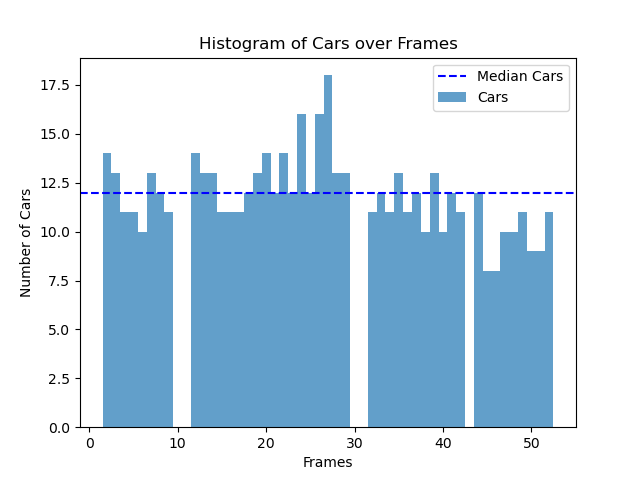 Histogram of Cars over Frames
Median Cars
Cars
17.5
15.0
12.5
10.0
7.5
5.0
2.5
0.0
Number of Cars
0 10 20 30 40 50
Frames